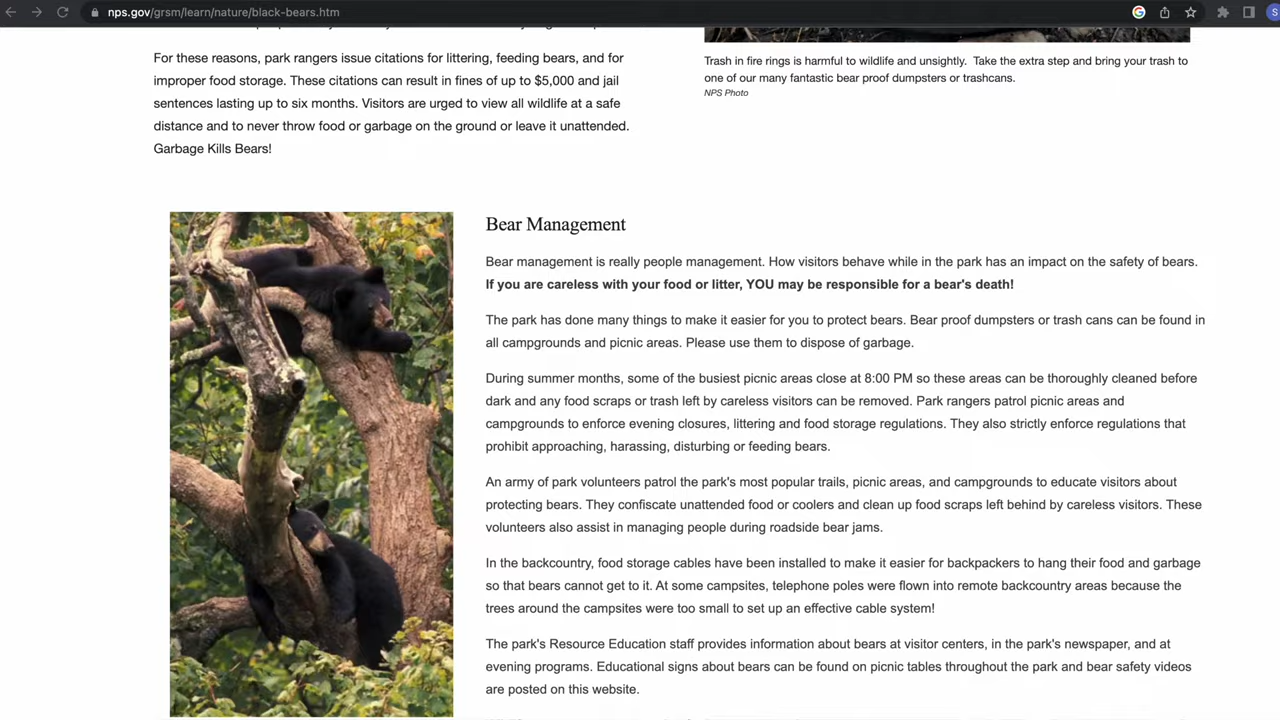 nps.gov/grsm/learn/nature/black-bears.htm
S
For these reasons, park rangers issue citations for littering, feeding bears, and for
improper food storage. These citations can result in fines of up to $5,000 and jail
sentences lasting up to six months. Visitors are urged to view all wildlife at a safe
distance and to never throw food or garbage on the ground or leave it unattended.
Garbage Kills Bears!
Trash in fire rings is harmful to wildlife and unsightly. Take the extra step and bring your trash to
one of our many fantastic bear proof dumpsters or trashcans.
NPS Photo
Bear Management
Bear management is really people management. How visitors behave while in the park has an impact on the safety of bears.
If you are careless with your food or litter, YOU may be responsible for a bear's death!
The park has done many things to make it easier for you to protect bears. Bear proof dumpsters or trash cans can be found in
all campgrounds and picnic areas. Please use them to dispose of garbage.
During summer months, some of the busiest picnic areas close at 8:00 PM so these areas can be thoroughly cleaned before
dark and any food scraps or trash left by careless visitors can be removed. Park rangers patrol picnic areas and
campgrounds to enforce evening closures, littering and food storage regulations. They also strictly enforce regulations that
prohibit approaching, harassing, disturbing or feeding bears.
An army of park volunteers patrol the park's most popular trails, picnic areas, and campgrounds to educate visitors about
protecting bears. They confiscate unattended food or coolers and clean up food scraps left behind by careless visitors. These
volunteers also assist in managing people during roadside bear jams.
In the backcountry, food storage cables have been installed to make it easier for backpackers to hang their food and garbage
so that bears cannot get to it. At some campsites, telephone poles were flown into remote backcountry areas because the
trees around the campsites were too small to set up an effective cable system!
The park's Resource Education staff provides information about bears at visitor centers, in the park's newspaper, and at
evening programs. Educational signs about bears can be found on picnic tables throughout the park and bear safety videos
are posted on this website.